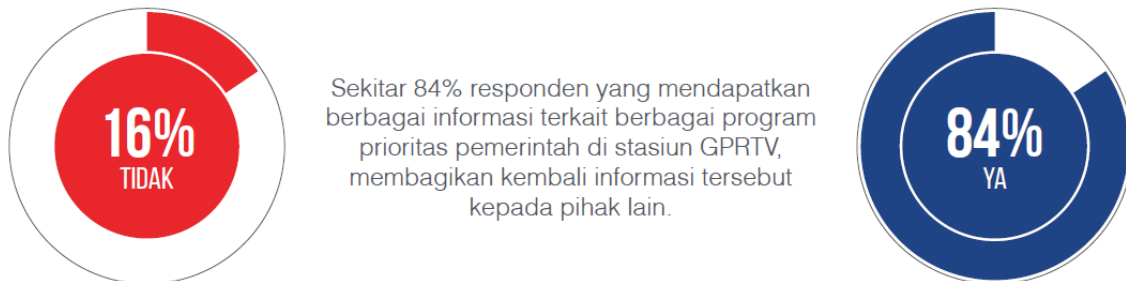 16%
TIDAK
Sekitar 84% responden yang mendapatkan
berbagai informasi terkait berbagai program
prioritas pemerintah di stasiun GPRTV,
membagikan kembali informasi tersebut
kepada pihak lain.
84%
YA